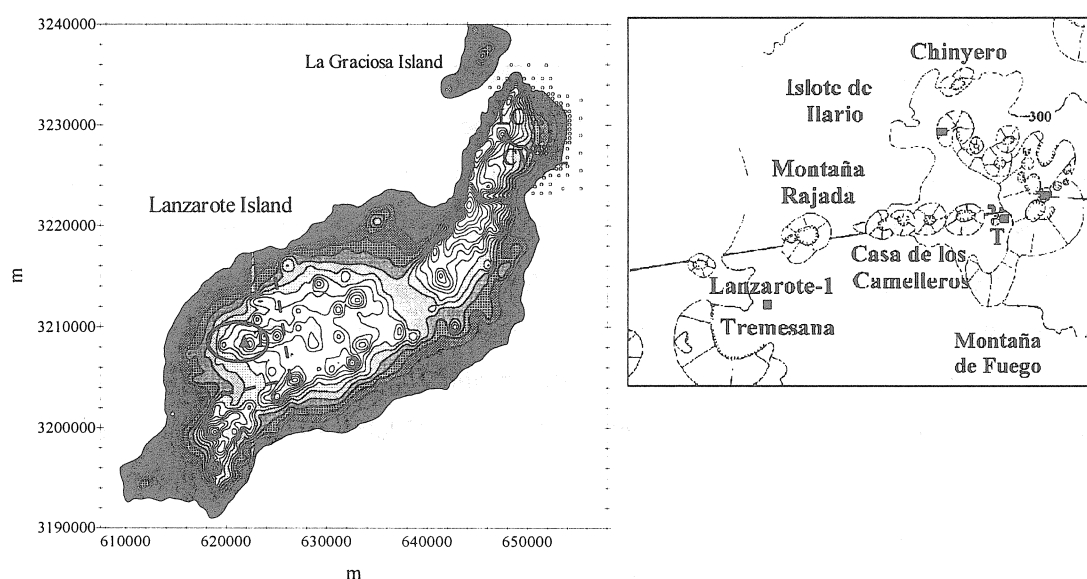 3240000
3230000
3220000
3210000
3200000
3190000
m
610000
620000
630000
640000
650000
m
La Graciosa Island
Lanzarote Island
Chinyero
Islote de
Ilario
300
Montaña
Rajada
T
Casa de los
Camelleros
Lanzarote-1
Tremesana
Montaña
de Fuego